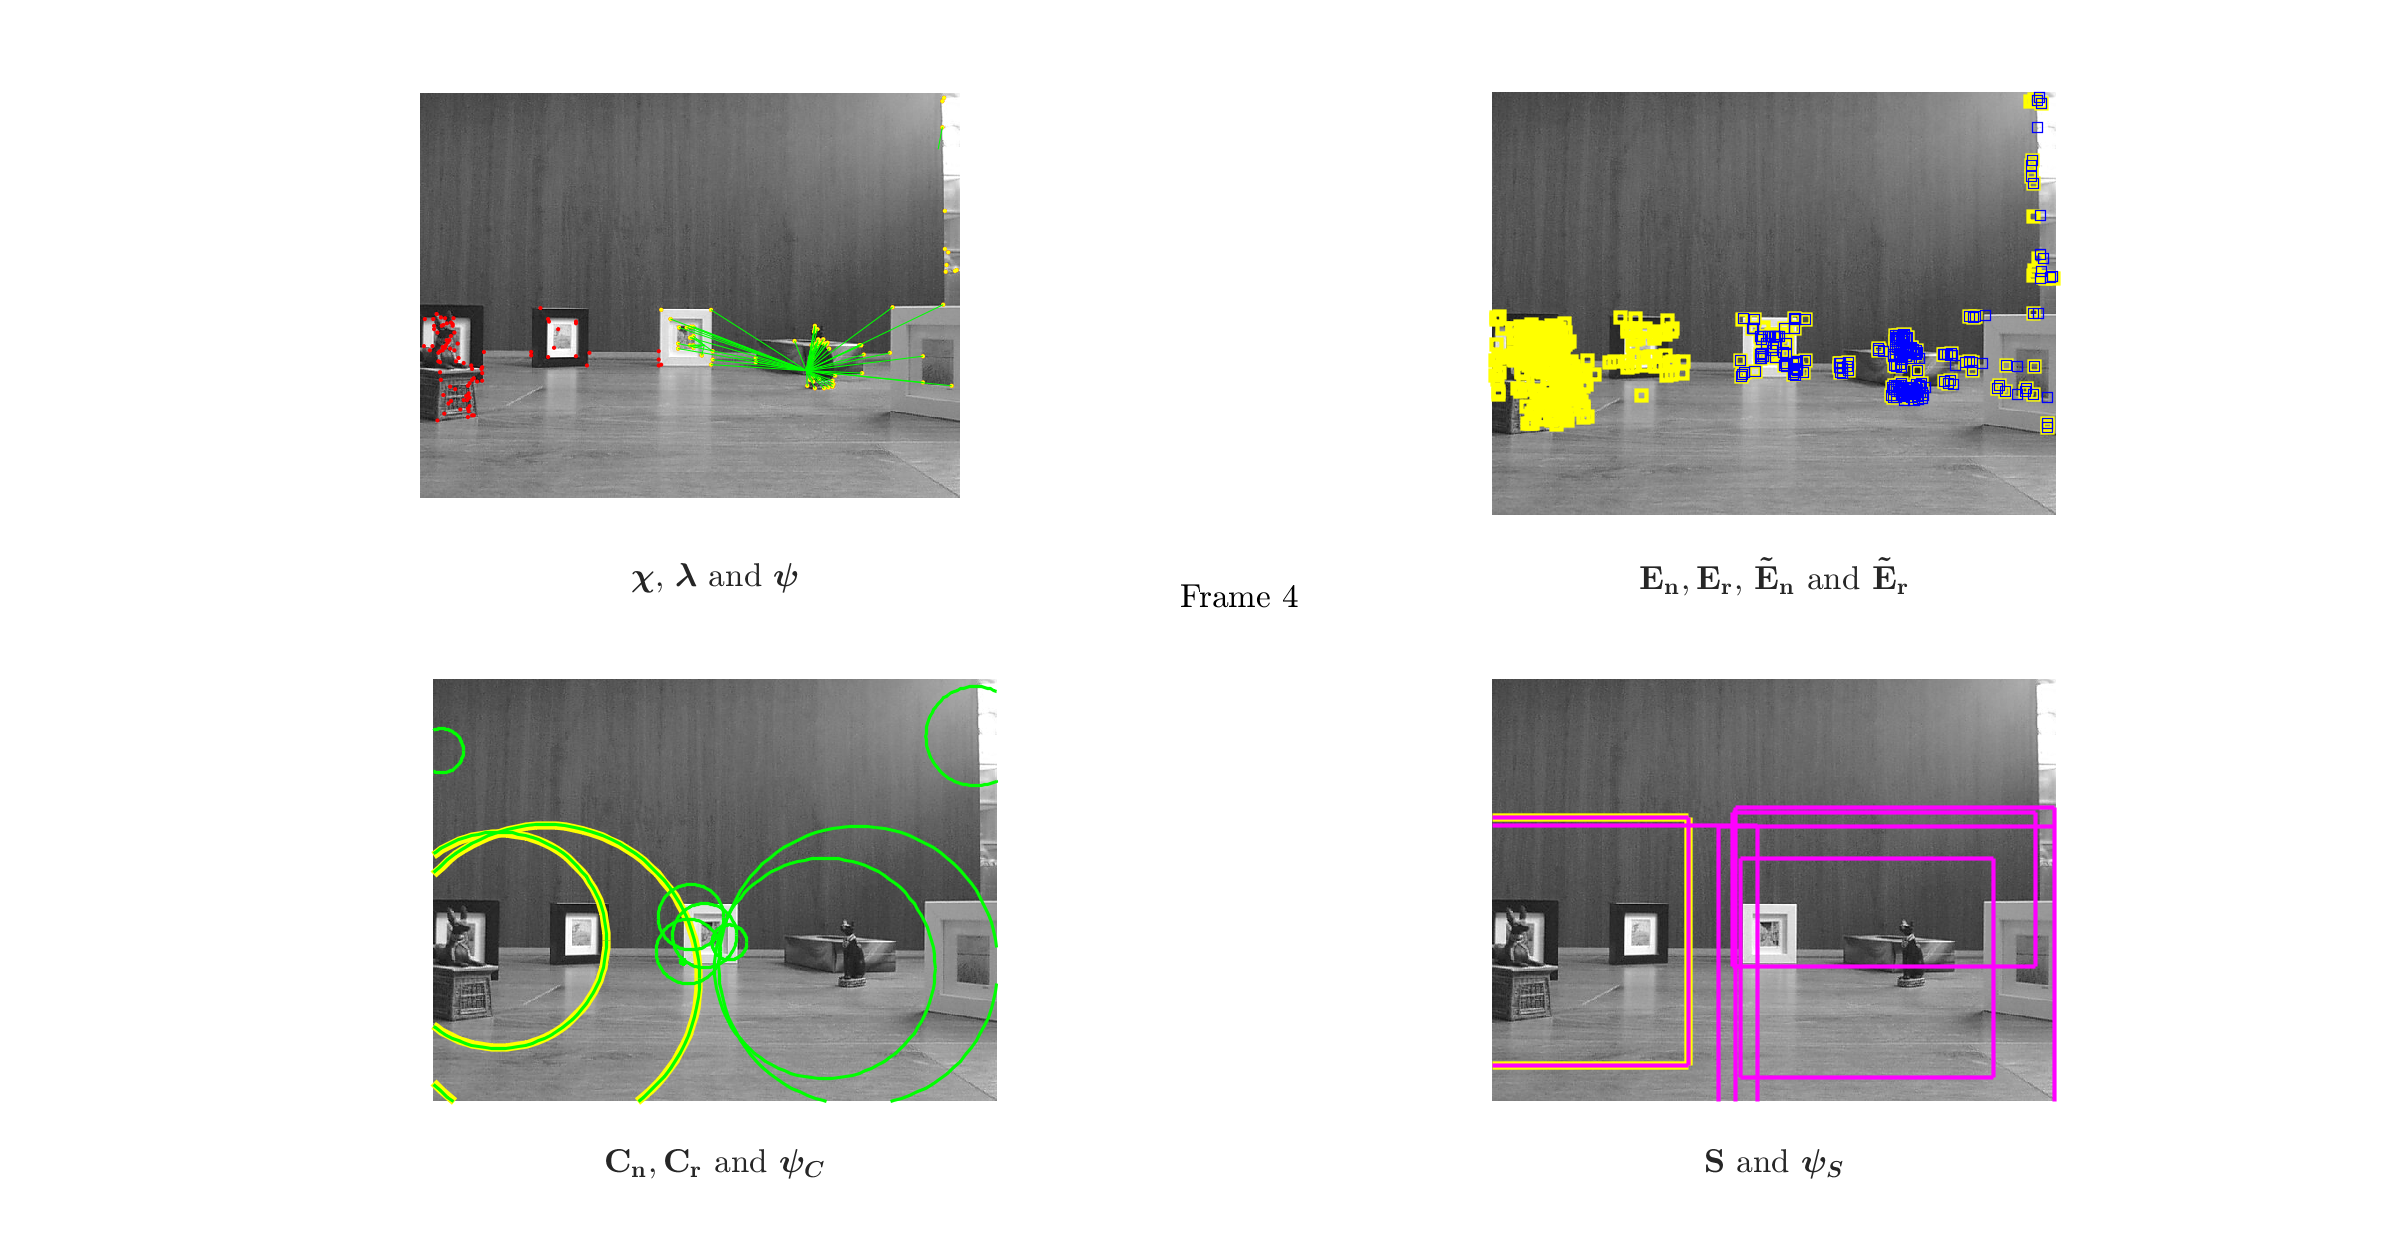 χ, λ and ψ
Eₙ, Eᵣ, Ẽₙ and Ẽᵣ
Frame 4
Cₙ, Cᵣ and ψ_C
S and ψ_S